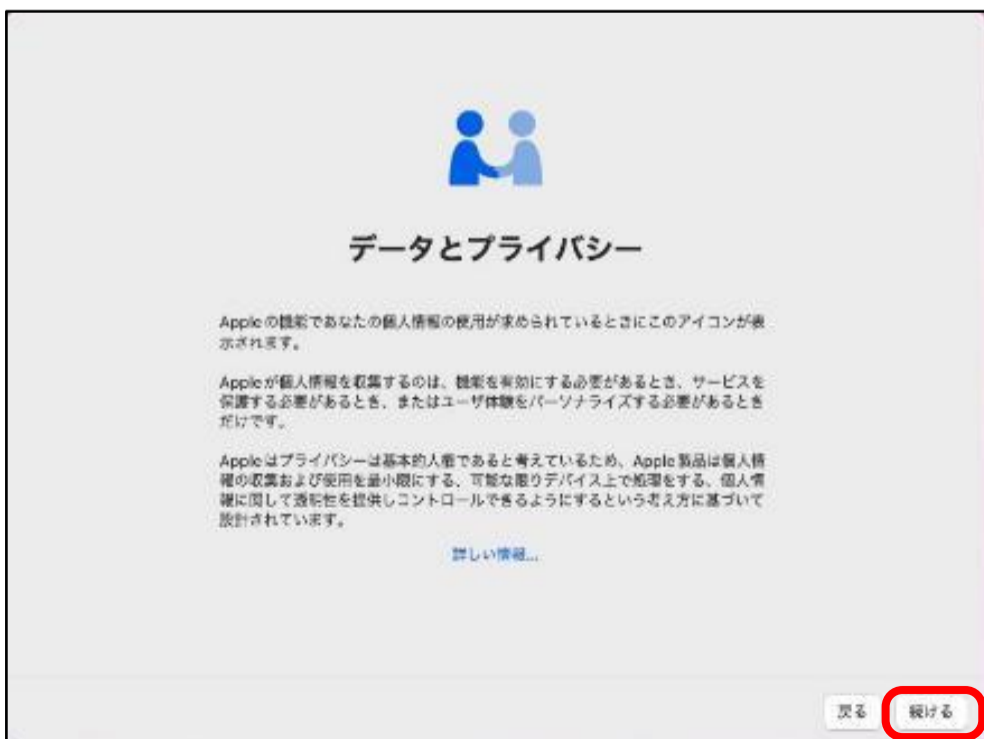 データとプライバシー
Appleの機能であなたの個人情報の使用が求められているときにこのアイコンが表
示されます。
Appleが個人情報を収集するのは、機能を有効にする必要があるとき、サービスを
保護する必要があるとき、またはユーザ体験をパーソナライズする必要があるとき
だけです。
Appleはプライバシーは基本的人権であると考えているため、Apple製品は個人情
報の収集および使用を最小限にする、可能な限りデバイス上で処理をする、個人情
報に関して透明性を提供しコントロールできるようにするという考え方に基づいて
設計されています。
詳しい情報...
戻る
続ける